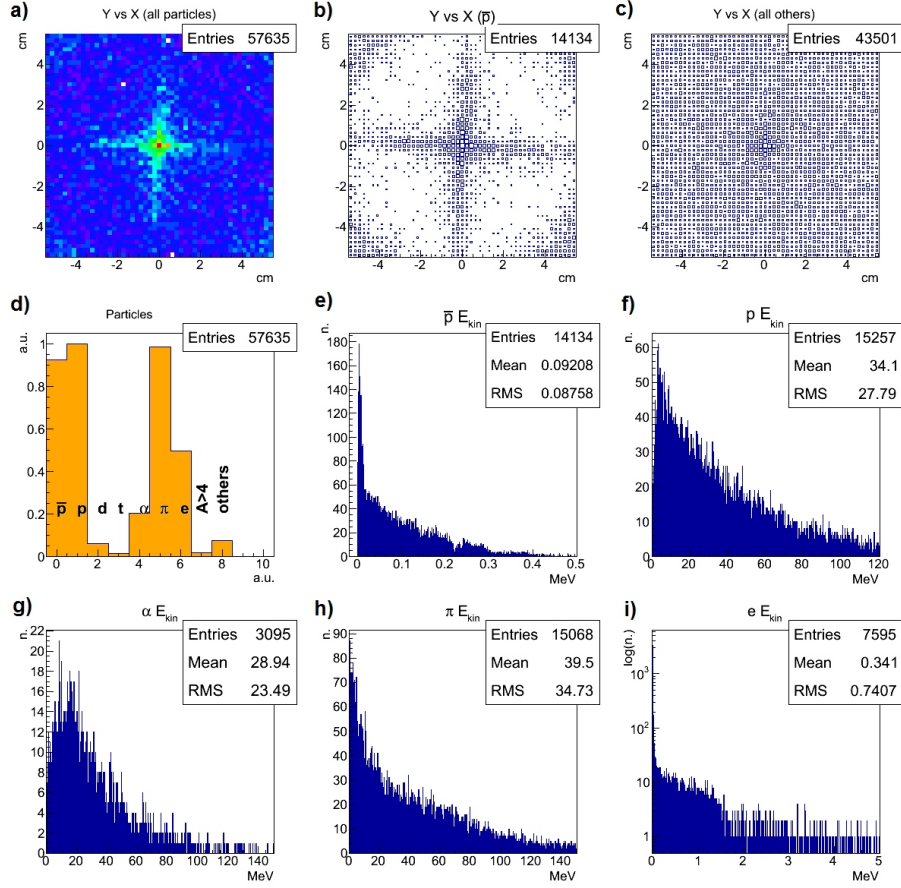 a) Y vs X (all particles)
cm
Entries 57635
4
2
0
-2
-4
-4 -2 0 2 4
cm
b) Y vs X (p̅)
cm
Entries 14134
4
2
0
-2
-4
-4 -2 0 2 4
cm
c) Y vs X (all others)
cm
Entries 43501
4
2
0
-2
-4
-4 -2 0 2 4
cm
d) Particles
a.u.
Entries 57635
1
0.8
0.6
0.4
0.2
0
p̅ p d t α π e A>4 others
0 2 4 6 8 10
a.u.
e) p̅ Ekin
n.
Entries 14134
Mean 0.09208
RMS 0.08758
180
160
140
120
100
80
60
40
20
0
0 0.1 0.2 0.3 0.4 0.5
MeV
f) p Ekin
n.
Entries 15257
Mean 34.1
RMS 27.79
60
50
40
30
20
10
0
0 20 40 60 80 100 120
MeV
g) α Ekin
n.
Entries 3095
Mean 28.94
RMS 23.49
22
20
18
16
14
12
10
8
6
4
2
0
0 20 40 60 80 100 120 140
MeV
h) π Ekin
n.
Entries 15068
Mean 39.5
RMS 34.73
90
80
70
60
50
40
30
20
10
0
0 20 40 60 80 100 120 140
MeV
i) e Ekin
log(n.)
Entries 7595
Mean 0.341
RMS 0.7407
10³
10²
10
1
0 1 2 3 4 5
MeV